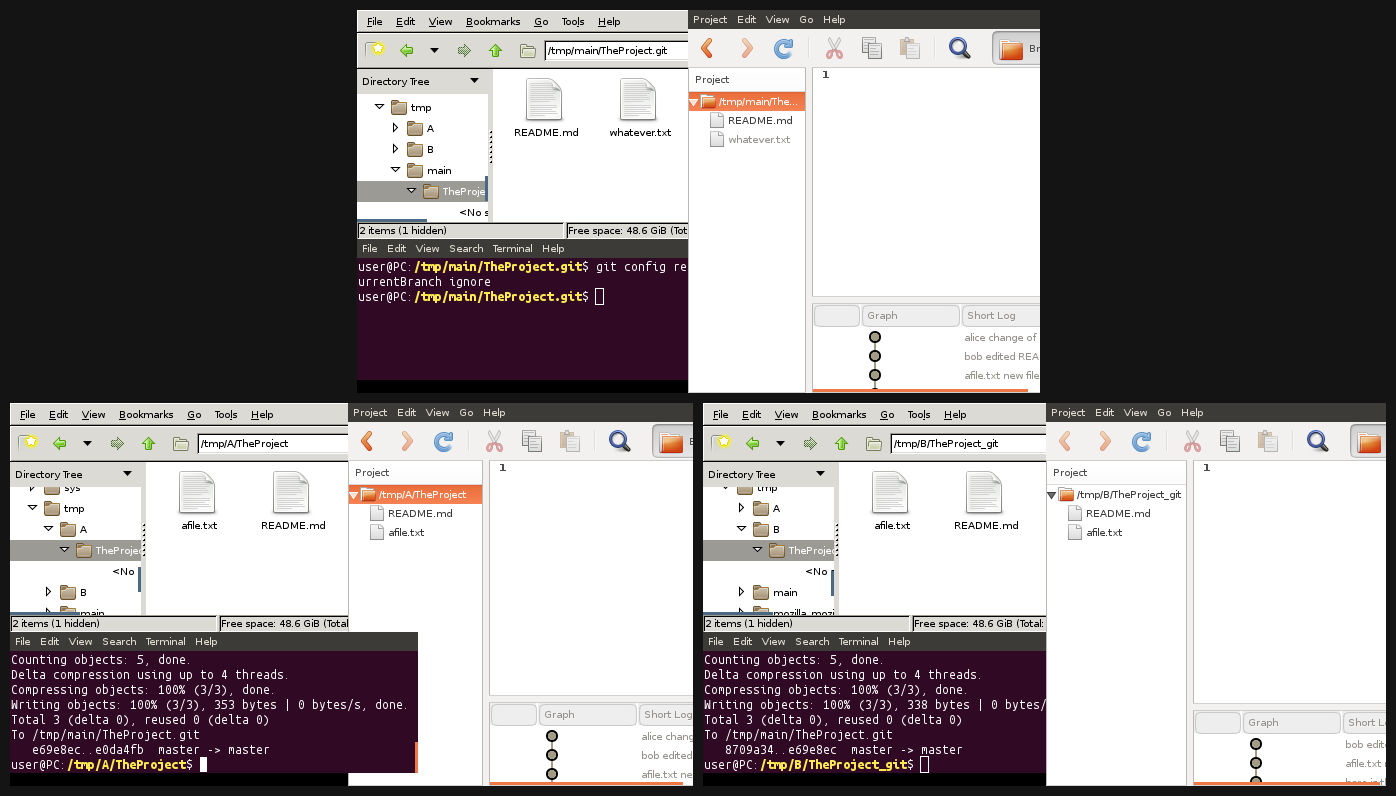 File Edit View Bookmarks Go Tools Help
/tmp/main/TheProject.git
Directory Tree
tmp
A
B
main
TheProje
<No s
README.md whatever.txt
2 items (1 hidden) Free space: 48.6 GiB (Tot
File Edit View Search Terminal Help
user@PC:/tmp/main/TheProject.git$ git config re
urrentBranch ignore
user@PC:/tmp/main/TheProject.git$
Project Edit View Go Help
Br
Project
/tmp/main/The...
README.md
whatever.txt
1
Graph Short Log
alice change of
bob edited REA
afile.txt new file
File Edit View Bookmarks Go Tools Help
/tmp/A/TheProject
Directory Tree
sys
tmp
A
TheProjec
<No
B
main
afile.txt README.md
2 items (1 hidden) Free space: 48.6 GiB (Total
File Edit View Search Terminal Help
Counting objects: 5, done.
Delta compression using up to 4 threads.
Compressing objects: 100% (3/3), done.
Writing objects: 100% (3/3), 353 bytes | 0 bytes/s, done.
Total 3 (delta 0), reused 0 (delta 0)
To /tmp/main/TheProject.git
e69e8ec..e0da4fb master -> master
user@PC:/tmp/A/TheProject$
Project Edit View Go Help
Project
/tmp/A/TheProject
README.md
afile.txt
1
Graph Short Log
alice chang
bob edited
afile.txt ne
File Edit View Bookmarks Go Tools Help
/tmp/B/TheProject_git
Directory Tree
tmp
A
B
TheProjec
<No
main
mozilla_mozi
afile.txt README.md
2 items (1 hidden) Free space: 48.6 GiB (Total:
File Edit View Search Terminal Help
Counting objects: 5, done.
Delta compression using up to 4 threads.
Compressing objects: 100% (3/3), done.
Writing objects: 100% (3/3), 338 bytes | 0 bytes/
Total 3 (delta 0), reused 0 (delta 0)
To /tmp/main/TheProject.git
8709a34..e69e8ec master -> master
user@PC:/tmp/B/TheProject_git$
Project Edit View Go Help
Project
/tmp/B/TheProject_git
README.md
afile.txt
1
Graph Short L
bob edite
afile.txt